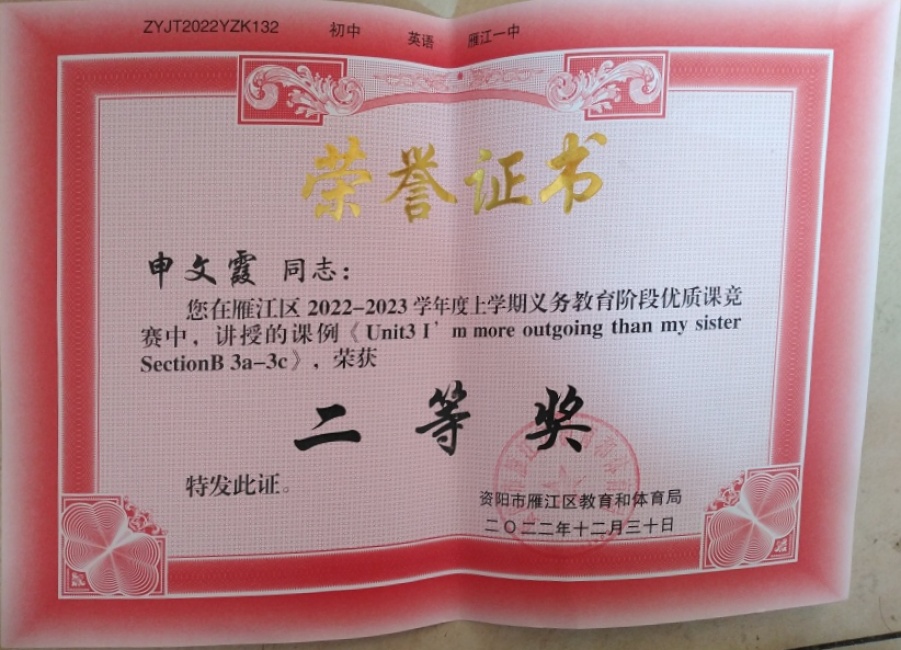 ZYJT2022YZK132 初中 英语 雁江一中
荣誉证书
申文霞 同志：
您在雁江区 2022-2023 学年度上学期义务教育阶段优质课竞
赛中，讲授的课例《Unit3 I’m more outgoing than my sister
SectionB 3a-3c》，荣获
二等奖
特发此证。
资阳市雁江区教育和体育局
二〇二二年十二月三十日